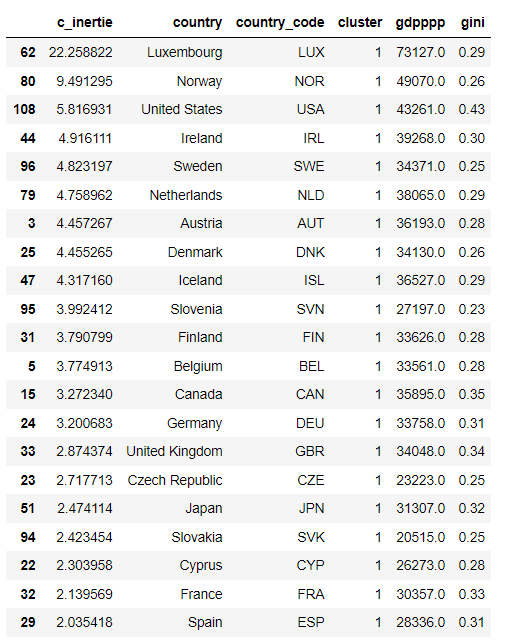 c_inertie country country_code cluster gdpppp gini
62 22.258822 Luxembourg LUX 1 73127.0 0.29
80 9.491295 Norway NOR 1 49070.0 0.26
108 5.816931 United States USA 1 43261.0 0.43
44 4.916111 Ireland IRL 1 39268.0 0.30
96 4.823197 Sweden SWE 1 34371.0 0.25
79 4.758962 Netherlands NLD 1 38065.0 0.29
3 4.457267 Austria AUT 1 36193.0 0.28
25 4.455265 Denmark DNK 1 34130.0 0.26
47 4.317160 Iceland ISL 1 36527.0 0.29
95 3.992412 Slovenia SVN 1 27197.0 0.23
31 3.790799 Finland FIN 1 33626.0 0.28
5 3.774913 Belgium BEL 1 33561.0 0.28
15 3.272340 Canada CAN 1 35895.0 0.35
24 3.200683 Germany DEU 1 33758.0 0.31
33 2.874374 United Kingdom GBR 1 34048.0 0.34
23 2.717713 Czech Republic CZE 1 23223.0 0.25
51 2.474114 Japan JPN 1 31307.0 0.32
94 2.423454 Slovakia SVK 1 20515.0 0.25
22 2.303958 Cyprus CYP 1 26273.0 0.28
32 2.139569 France FRA 1 30357.0 0.33
29 2.035418 Spain ESP 1 28336.0 0.31